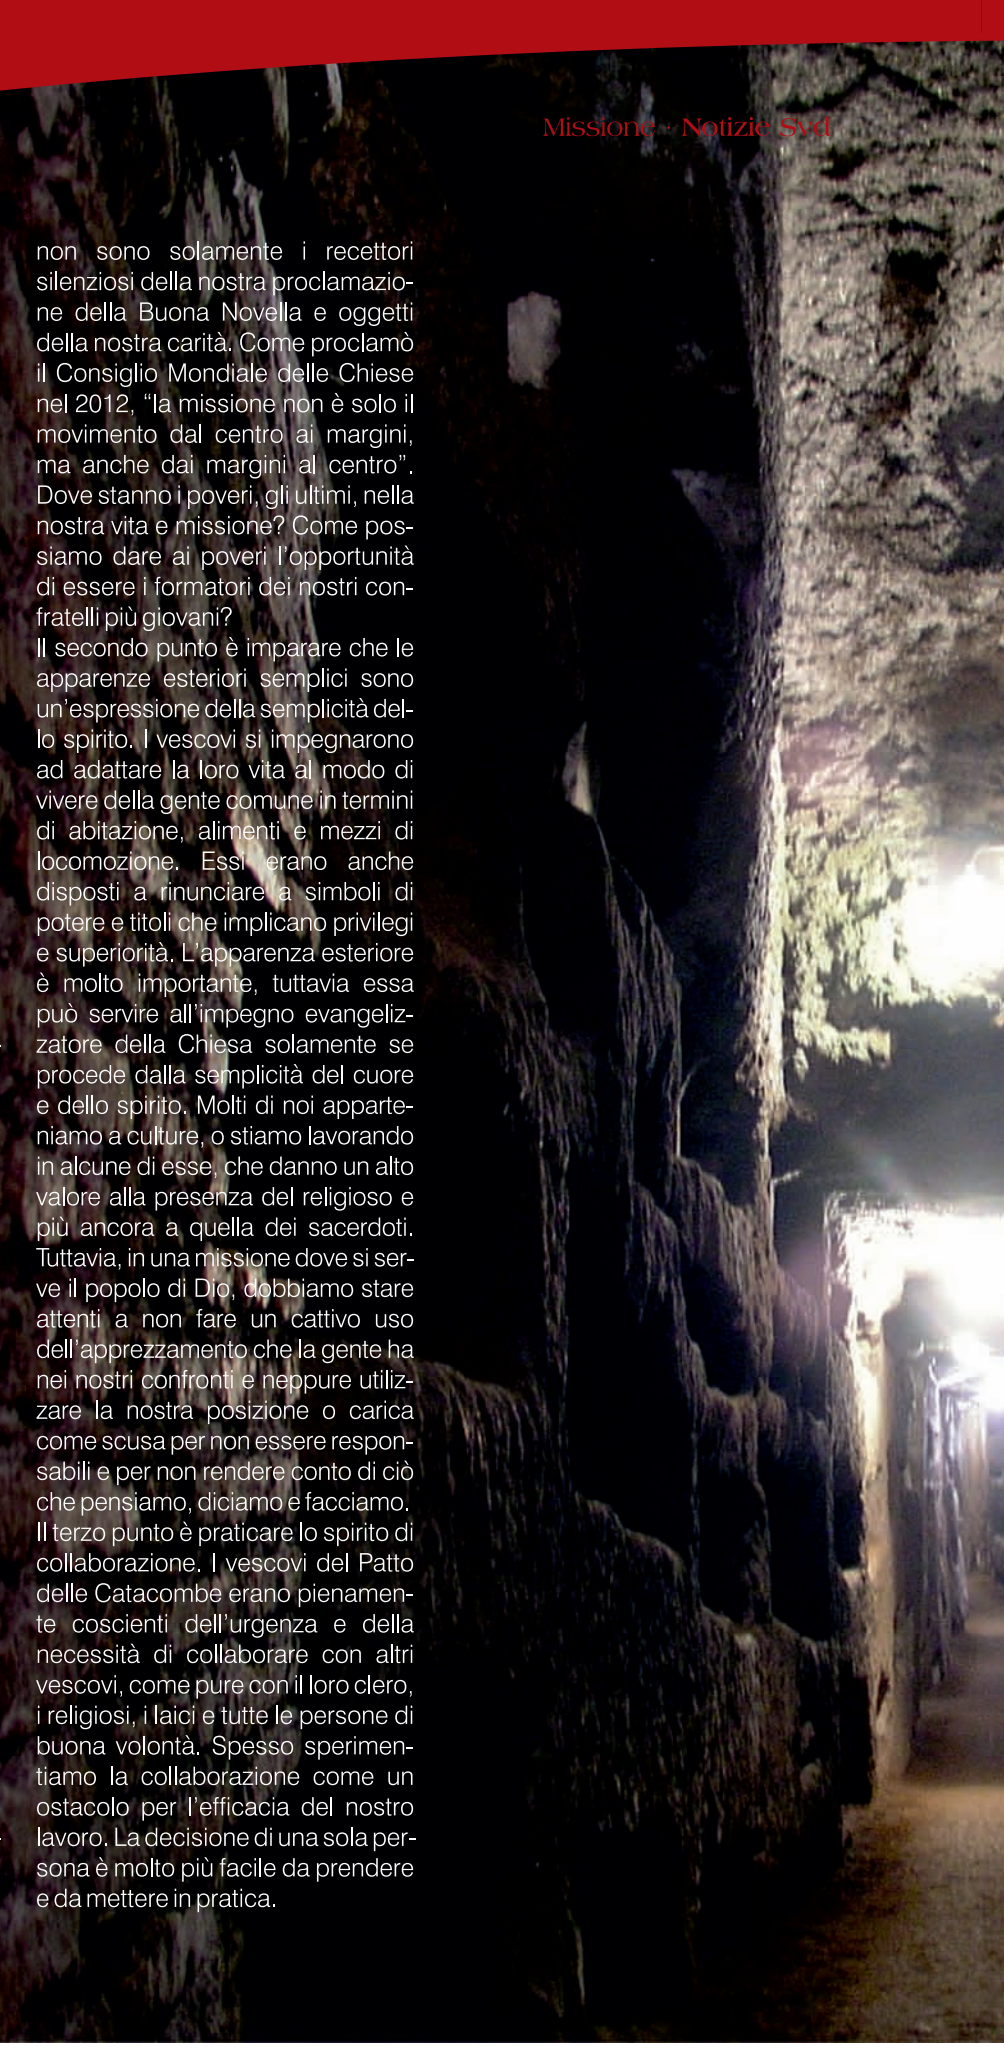 Missione - Notizie Svd
non sono solamente i recettori
silenziosi della nostra proclamazio-
ne della Buona Novella e oggetti
della nostra carità. Come proclamò
il Consiglio Mondiale delle Chiese
nel 2012, “la missione non è solo il
movimento dal centro ai margini,
ma anche dai margini al centro”.
Dove stanno i poveri, gli ultimi, nella
nostra vita e missione? Come pos-
siamo dare ai poveri l’opportunità
di essere i formatori dei nostri con-
fratelli più giovani?
Il secondo punto è imparare che le
apparenze esteriori semplici sono
un’espressione della semplicità del-
lo spirito. I vescovi si impegnarono
ad adattare la loro vita al modo di
vivere della gente comune in termini
di abitazione, alimenti e mezzi di
locomozione. Essi erano anche
disposti a rinunciare a simboli di
potere e titoli che implicano privilegi
e superiorità. L’apparenza esteriore
è molto importante, tuttavia essa
può servire all’impegno evangeliz-
zatore della Chiesa solamente se
procede dalla semplicità del cuore
e dello spirito. Molti di noi apparte-
niamo a culture, o stiamo lavorando
in alcune di esse, che danno un alto
valore alla presenza del religioso e
più ancora a quella dei sacerdoti.
Tuttavia, in una missione dove si ser-
ve il popolo di Dio, dobbiamo stare
attenti a non fare un cattivo uso
dell’apprezzamento che la gente ha
nei nostri confronti e neppure utiliz-
zare la nostra posizione o carica
come scusa per non essere respon-
sabili e per non rendere conto di ciò
che pensiamo, diciamo e facciamo.
Il terzo punto è praticare lo spirito di
collaborazione. I vescovi del Patto
delle Catacombe erano pienamen-
te coscienti dell’urgenza e della
necessità di collaborare con altri
vescovi, come pure con il loro clero,
i religiosi, i laici e tutte le persone di
buona volontà. Spesso sperimen-
tiamo la collaborazione come un
ostacolo per l’efficacia del nostro
lavoro. La decisione di una sola per-
sona è molto più facile da prendere
e da mettere in pratica.